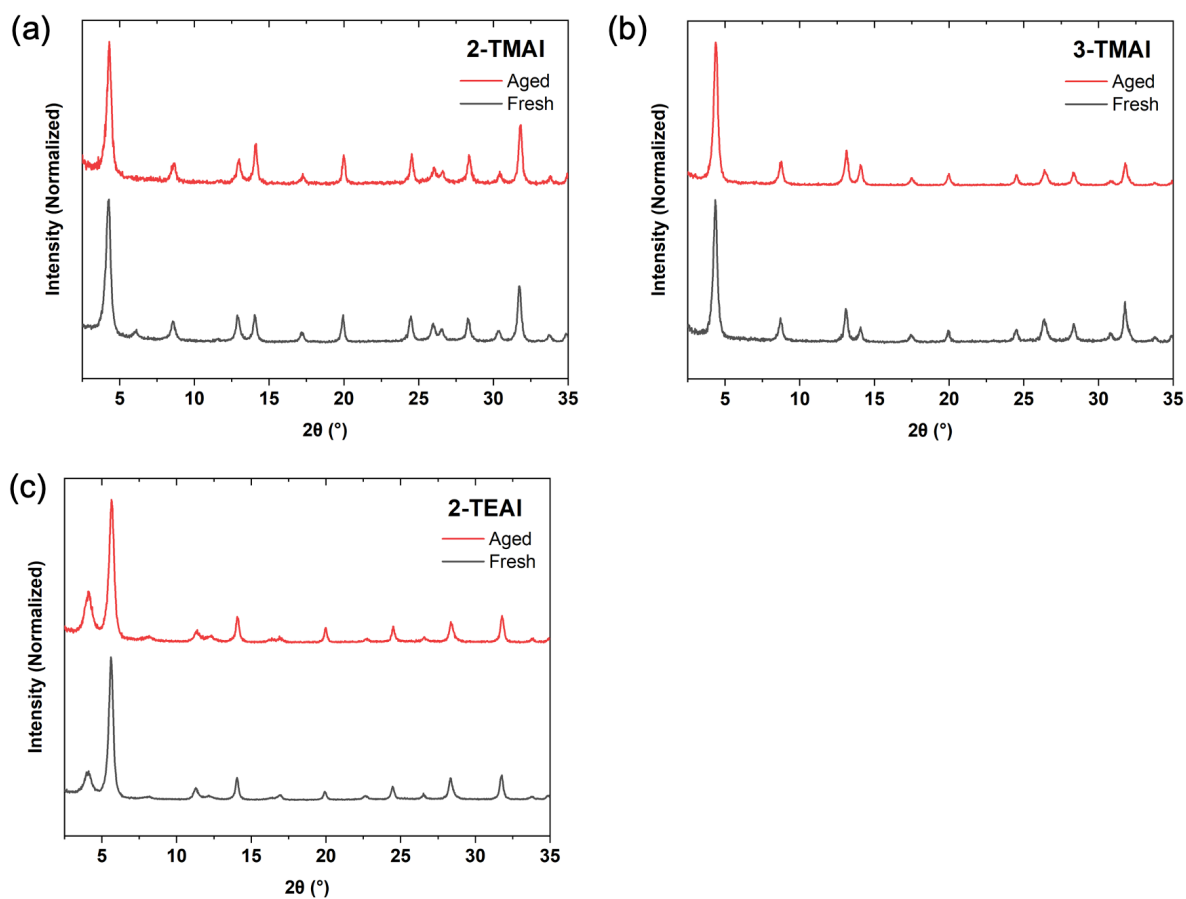 (a)
2-TMAI
Aged
Fresh
Intensity (Normalized)
5 10 15 20 25 30 35
2θ (°)
(b)
3-TMAI
Aged
Fresh
Intensity (Normalized)
5 10 15 20 25 30 35
2θ (°)
(c)
2-TEAI
Aged
Fresh
Intensity (Normalized)
5 10 15 20 25 30 35
2θ (°)